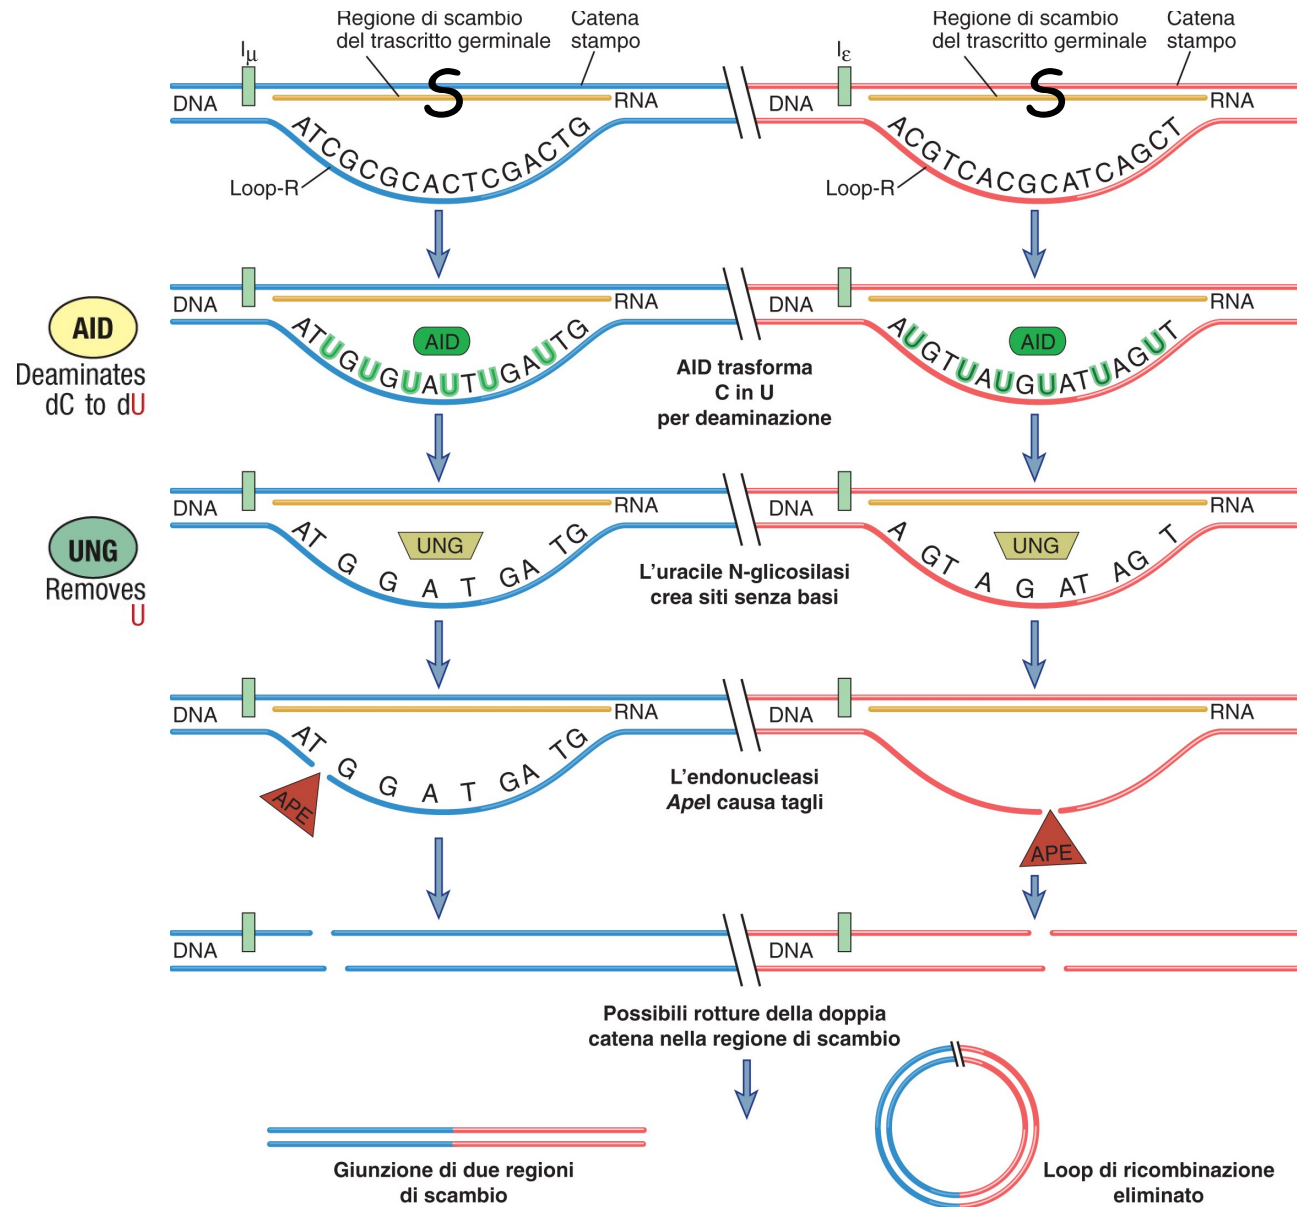 Regione di scambio
del trascritto germinale
Catena
stampo
Iμ
S
DNA
RNA
ATCGCGCACTCGACTG
Loop-R
Regione di scambio
del trascritto germinale
Catena
stampo
Iε
S
DNA
RNA
ACGTCACGCATCAGCT
Loop-R
AID
Deaminates
dC to dU
DNA
RNA
AID
ATUGUGUAUTUGAUTG
AID trasforma
C in U
per deaminazione
DNA
RNA
AID
AUGTUAUGUATUAGUT
UNG
Removes
U
DNA
RNA
UNG
AT G G A T GA TG
L'uracile N-glicosilasi
crea siti senza basi
DNA
RNA
UNG
A GT A G AT AG T
DNA
RNA
AT G G A T GA TG
APE
L'endonucleasi
ApeI causa tagli
DNA
RNA
APE
DNA
DNA
Possibili rotture della doppia
catena nella regione di scambio
Giunzione di due regioni
di scambio
Loop di ricombinazione
eliminato